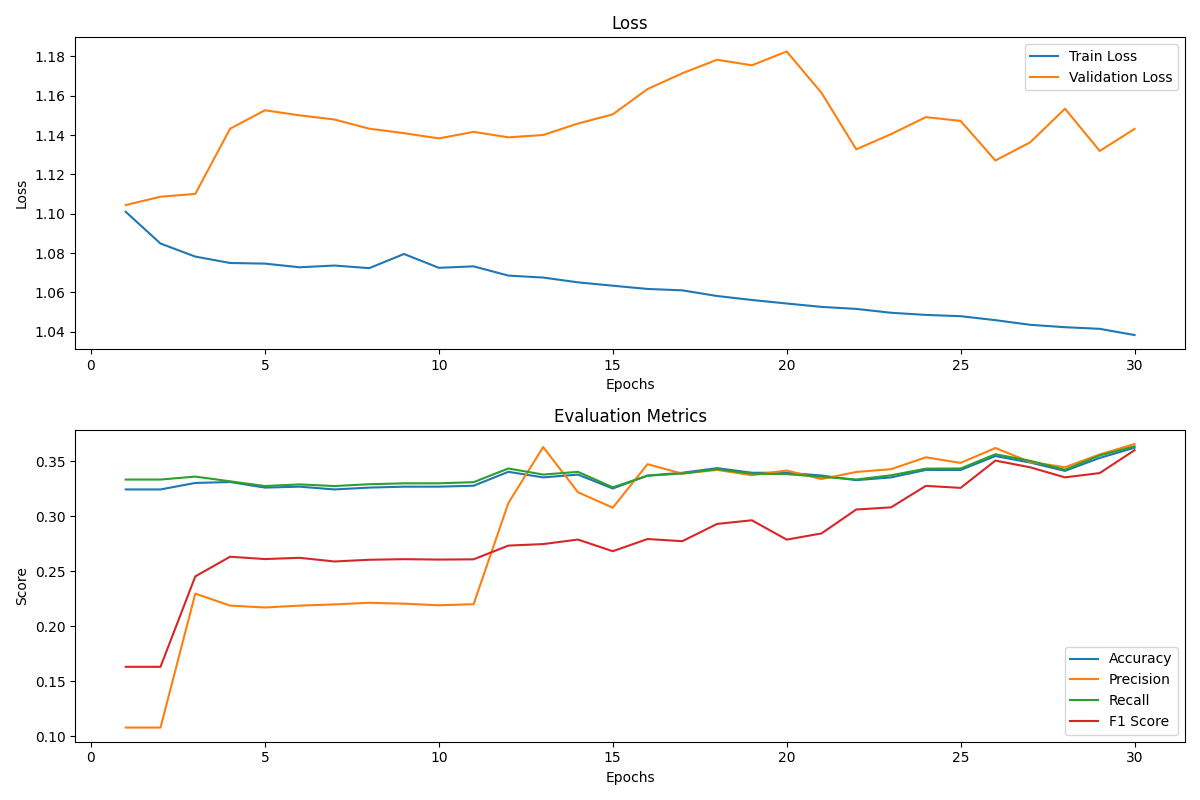 Loss
1.18
1.16
1.14
1.12
1.10
1.08
1.06
1.04
Loss
Train Loss
Validation Loss
0 5 10 15 20 25 30
Epochs
Evaluation Metrics
0.35
0.30
0.25
0.20
0.15
0.10
Score
Accuracy
Precision
Recall
F1 Score
0 5 10 15 20 25 30
Epochs